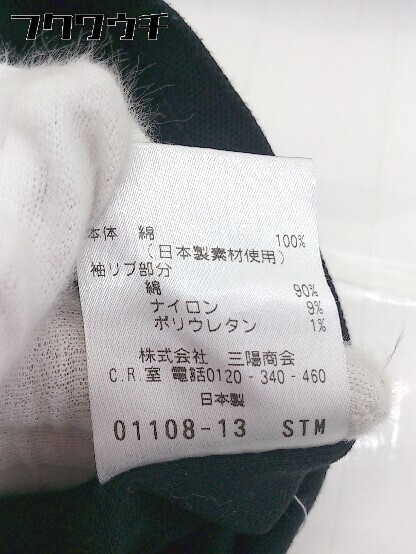 フクワウチ
本体 綿 100%
(日本製素材使用)
袖リブ部分
綿 90%
ナイロン 9%
ポリウレタン 1%
株式会社 三陽商会
C.R.室 電話0120-340-460
日本製
01108-13 STM